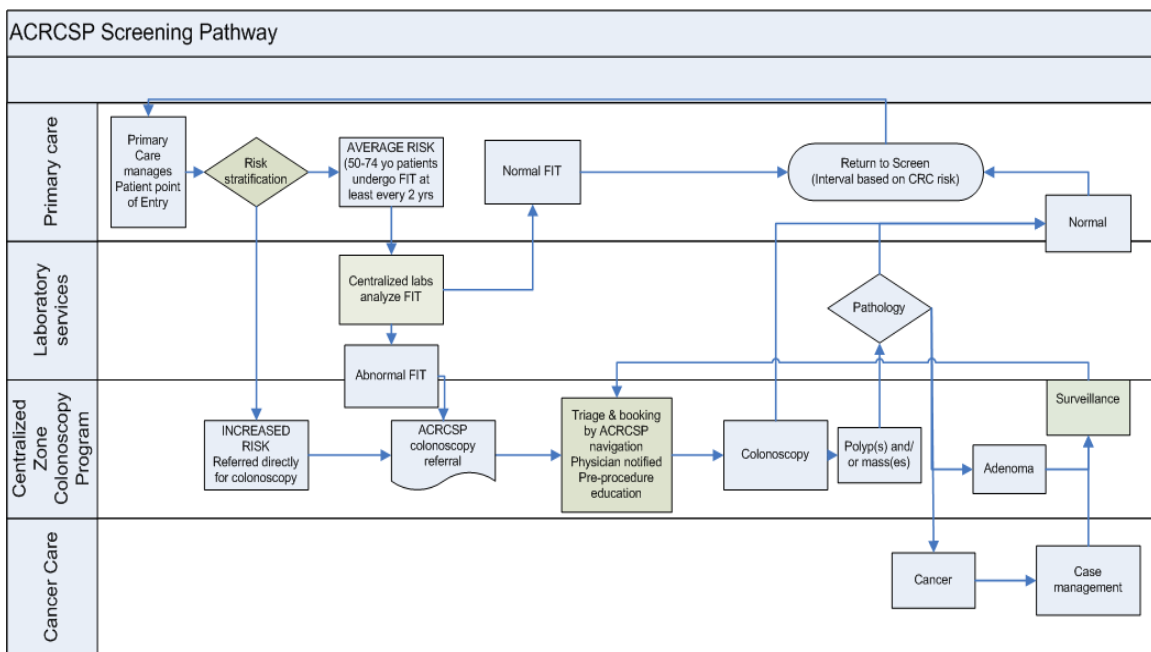 ACRCSP Screening Pathway
Primary care
Primary
Care
manages
Patient point
of Entry
Risk
stratification
AVERAGE RISK
(50-74 yo patients
undergo FIT at
least every 2 yrs
Normal FIT
Return to Screen
(Interval based on CRC risk)
Normal
Laboratory
services
Centralized labs
analyze FIT
Pathology
Abnormal FIT
Centralized
Zone
Colonoscopy
Program
INCREASED
RISK
Referred directly
for colonoscopy
ACRCSP
colonoscopy
referral
Triage & booking
by ACRCSP
navigation
Physician notified
Pre-procedure
education
Colonoscopy
Polyp(s) and/
or mass(es)
Adenoma
Surveillance
Cancer Care
Cancer
Case
management